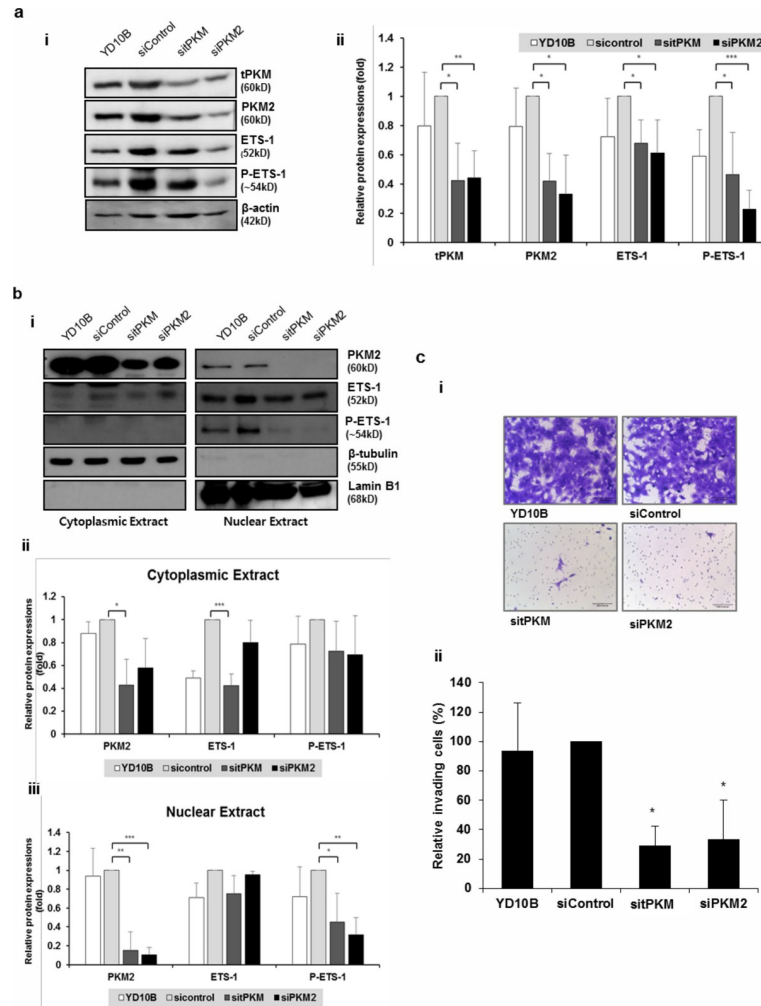 a
i
YD10B siControl sitPKM siPKM2
tPKM
(60kD)
PKM2
(60kD)
ETS-1
(52kD)
P-ETS-1
(~54kD)
β-actin
(42kD)
ii
YD10B sicontrol sitPKM siPKM2
Relative protein expressions (fold)
1.4
1.2
1
0.8
0.6
0.4
0.2
0
** * * * * * *** *
tPKM PKM2 ETS-1 P-ETS-1
b
i
YD10B siControl sitPKM siPKM2 YD10B siControl sitPKM siPKM2
PKM2
(60kD)
ETS-1
(52kD)
P-ETS-1
(~54kD)
β-tubulin
(55kD)
Lamin B1
(68kD)
Cytoplasmic Extract Nuclear Extract
ii
Cytoplasmic Extract
Relative protein expressions
(fold)
1.2
1
0.8
0.6
0.4
0.2
0
* ***
PKM2 ETS-1 P-ETS-1
YD10B sicontrol sitPKM siPKM2
iii
Nuclear Extract
Relative protein expressions
(fold)
1.4
1.2
1
0.8
0.6
0.4
0.2
0
*** ** ** *
PKM2 ETS-1 P-ETS-1
YD10B sicontrol sitPKM siPKM2
c
i
YD10B siControl
sitPKM siPKM2
ii
Relative invading cells (%)
140
120
100
80
60
40
20
0
* *
YD10B siControl sitPKM siPKM2